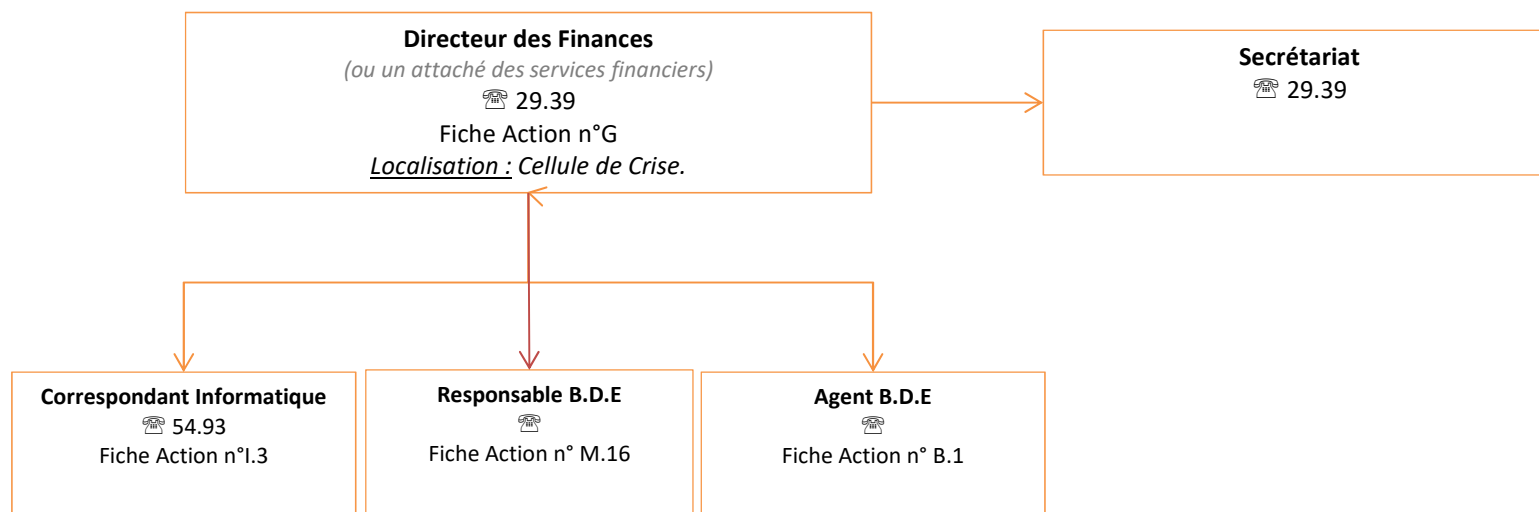 Directeur des Finances
(ou un attaché des services financiers)
☏ 29.39
Fiche Action n°G
Localisation : Cellule de Crise.
Secrétariat
☏ 29.39
Correspondant Informatique
☏ 54.93
Fiche Action n°I.3
Responsable B.D.E
☏
Fiche Action n° M.16
Agent B.D.E
☏
Fiche Action n° B.1